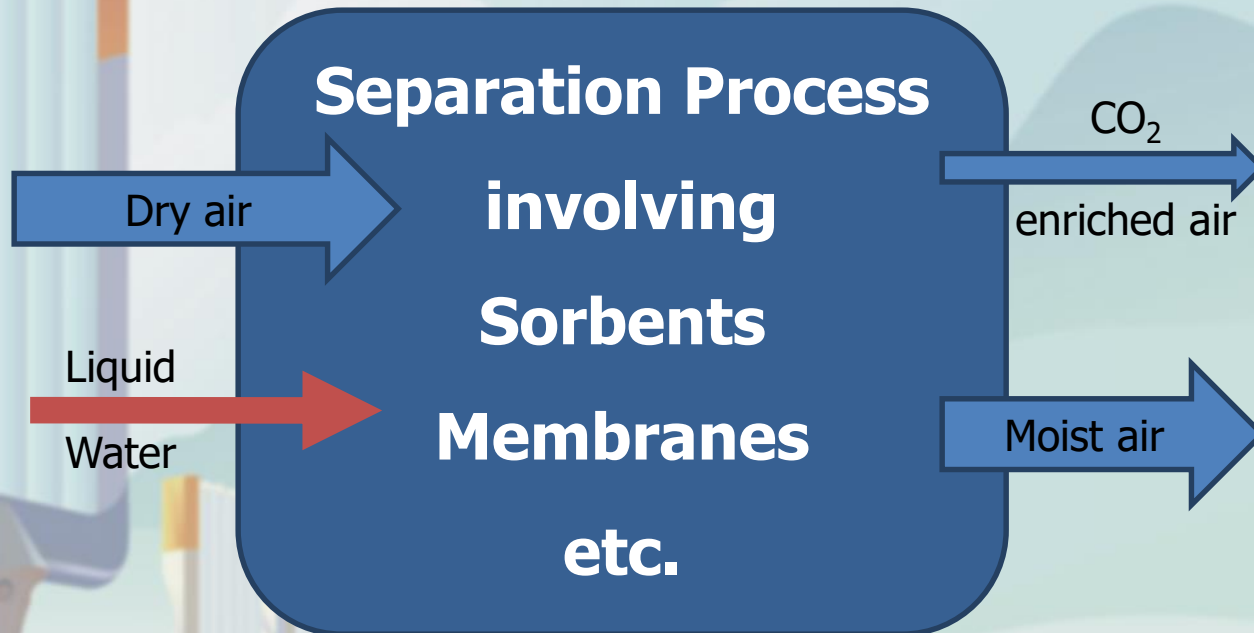 Separation Process
involving
Sorbents
Membranes
etc.
Dry air
Liquid
Water
CO₂
enriched air
Moist air